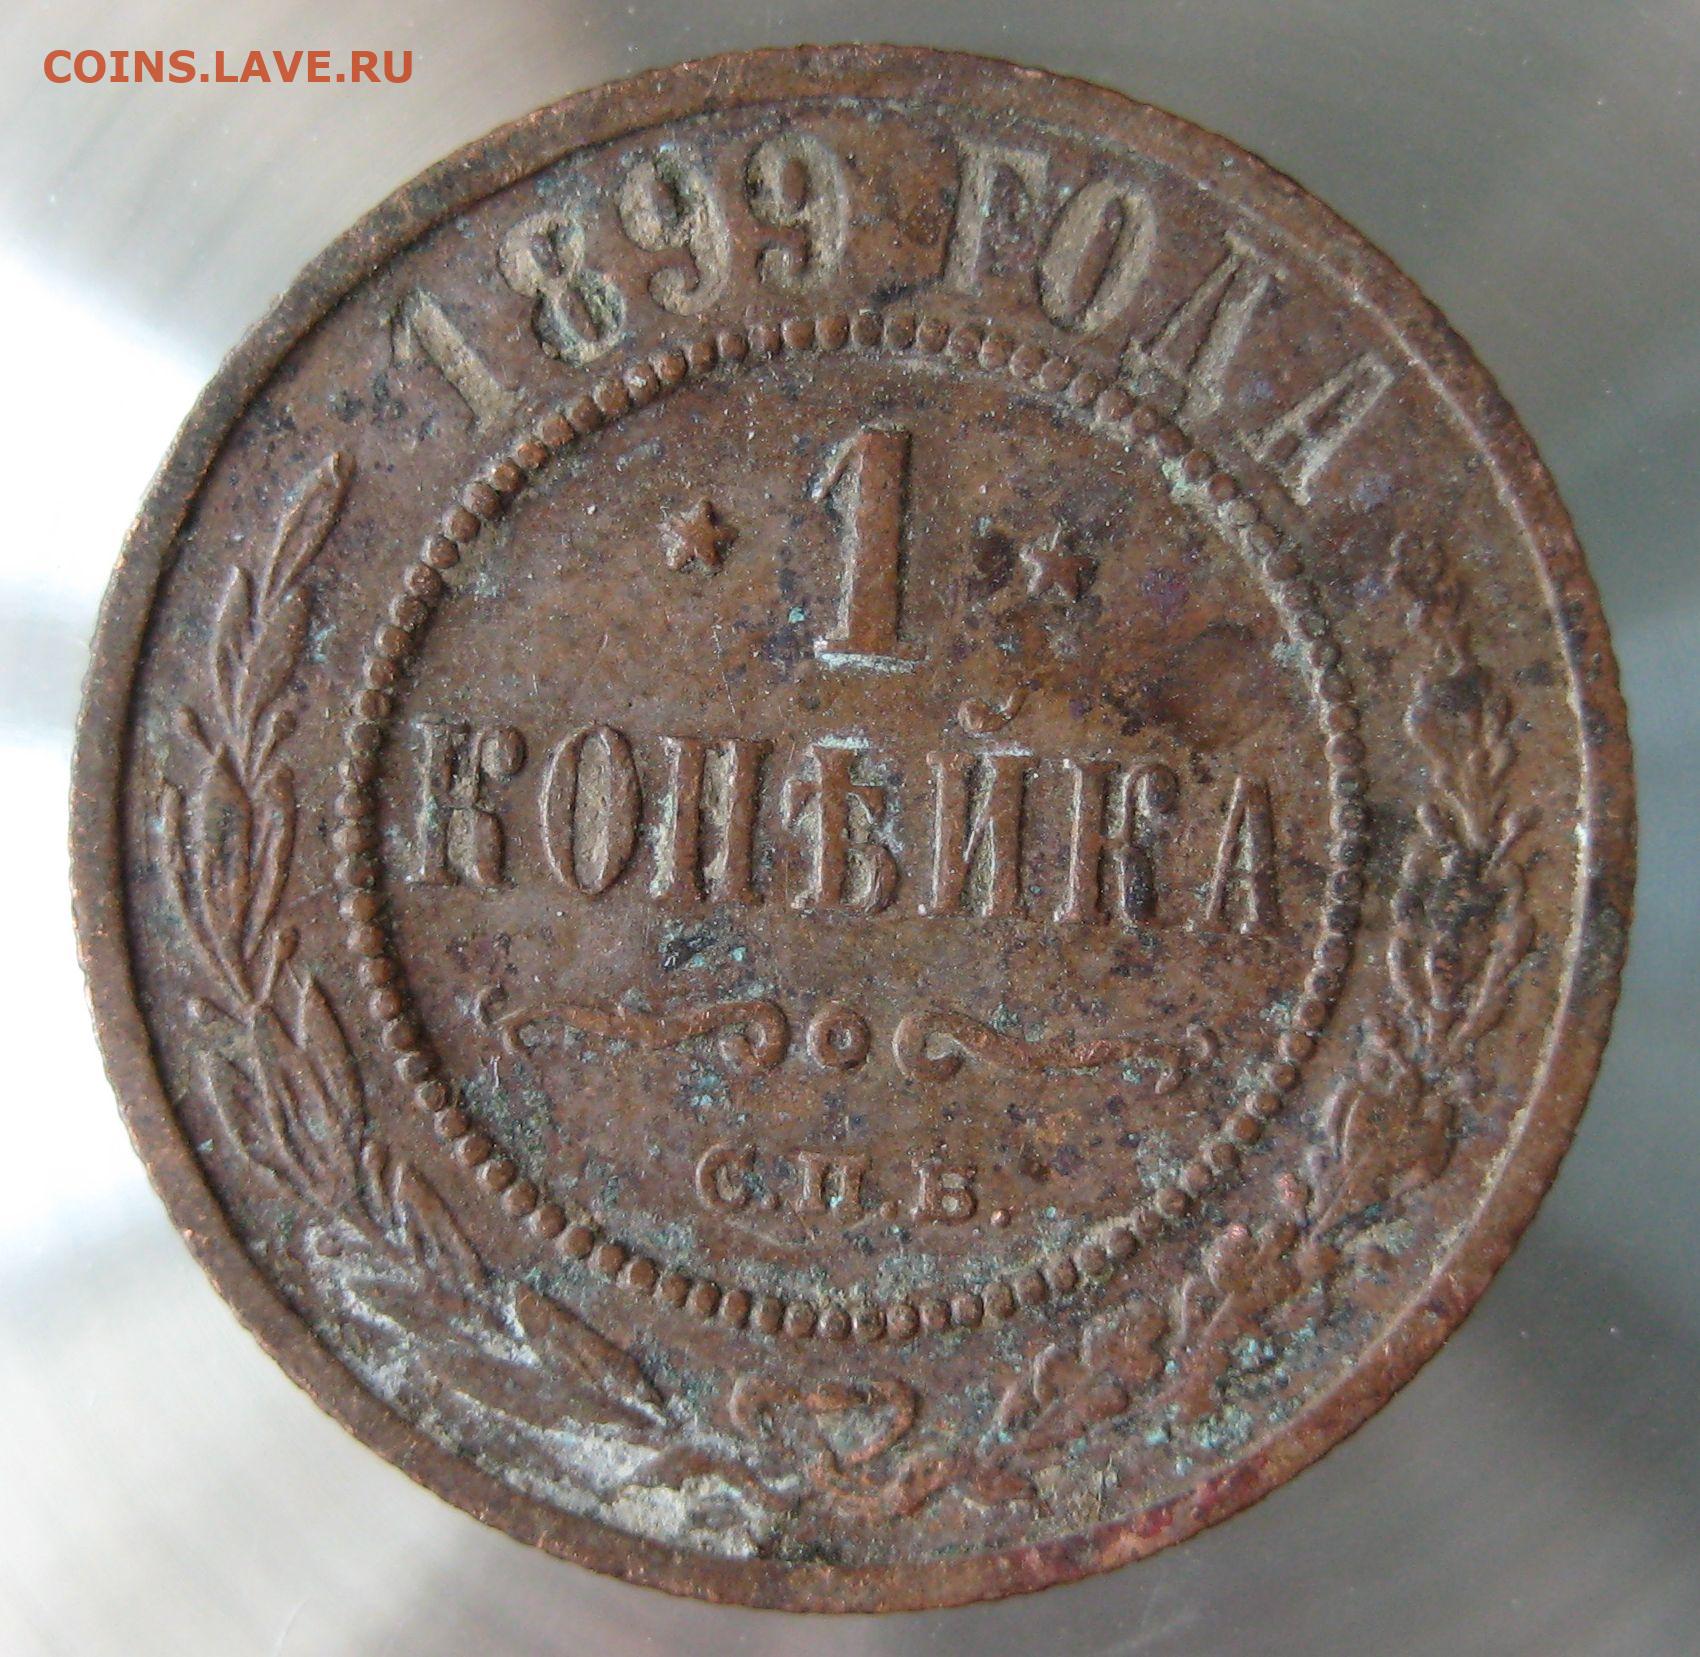 COINS.LAVE.RU
1899 ГОДА
1
КОПѢЙКА
С.П.Б.